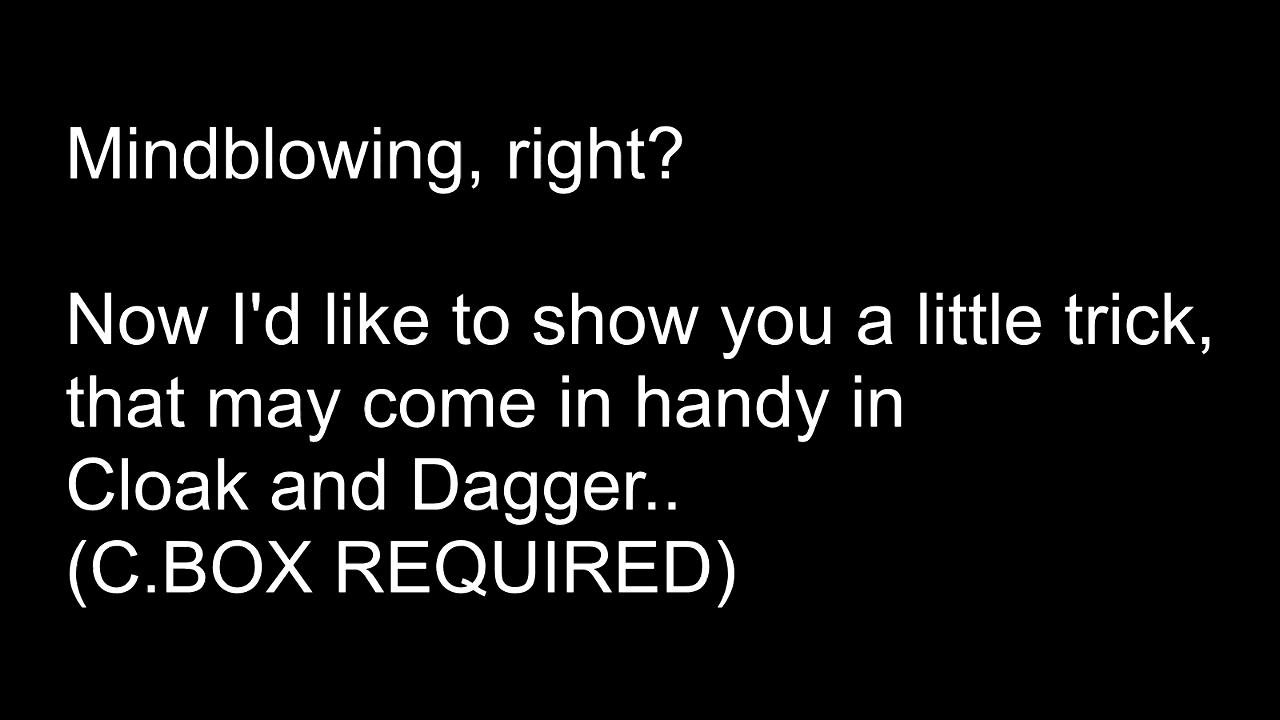 Mindblowing, right?
Now I'd like to show you a little trick,
that may come in handy in
Cloak and Dagger..
(C.BOX REQUIRED)